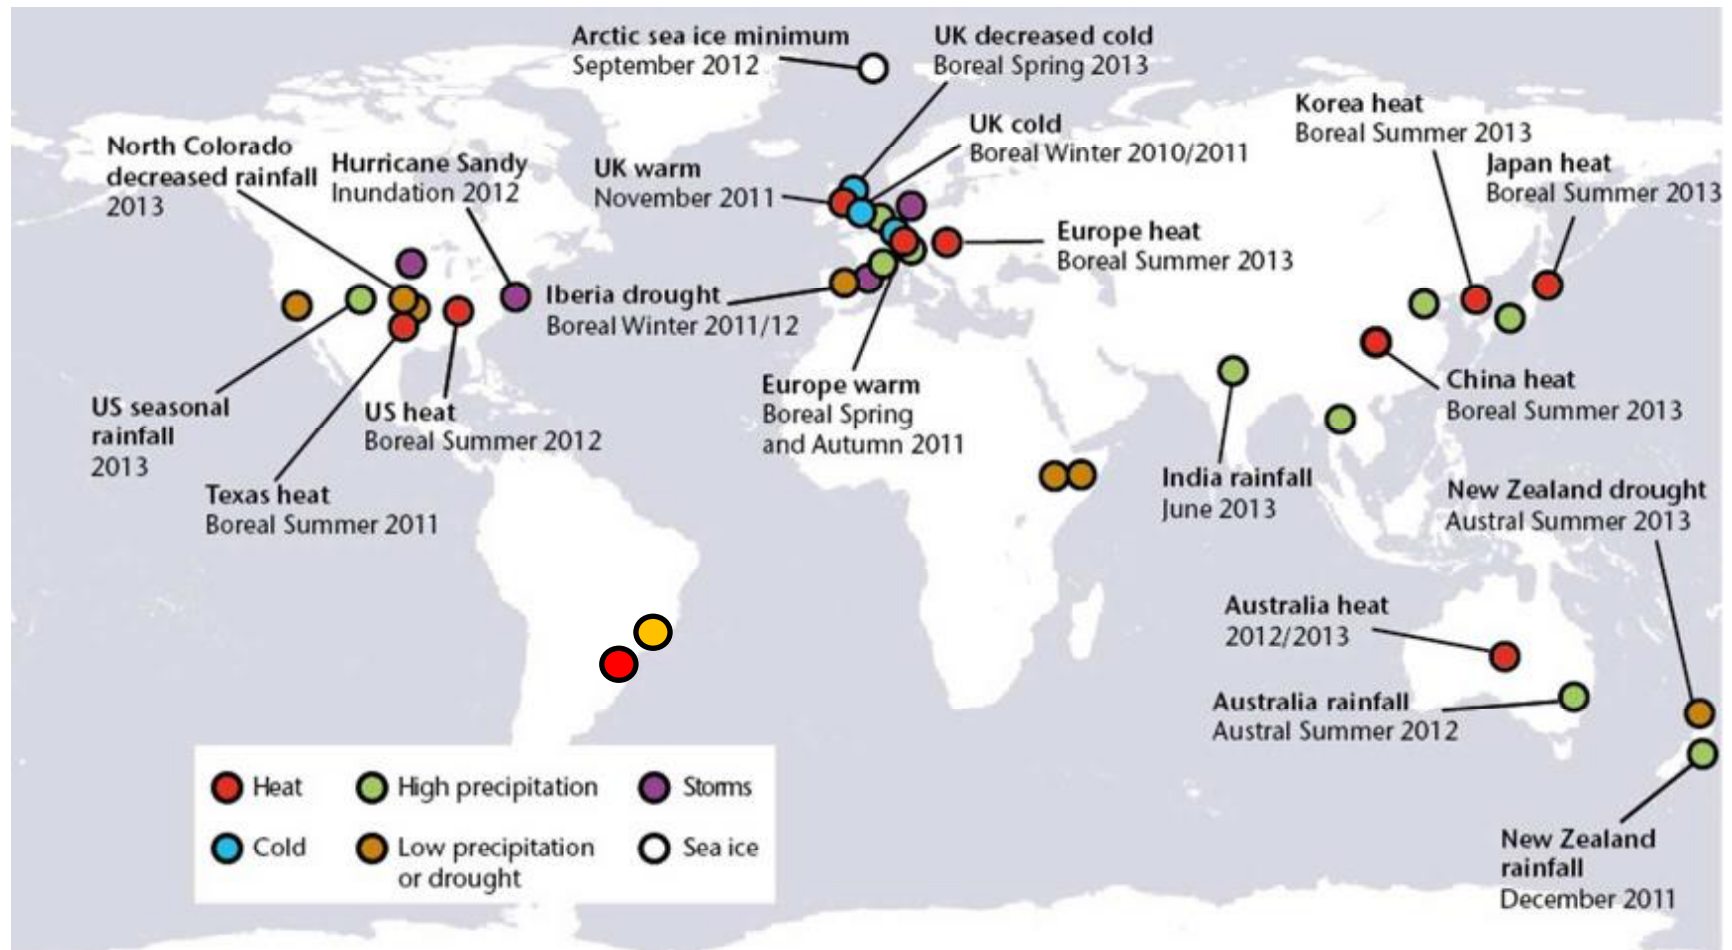 Arctic sea ice minimum
September 2012
UK decreased cold
Boreal Spring 2013
UK cold
Boreal Winter 2010/2011
Korea heat
Boreal Summer 2013
Japan heat
Boreal Summer 2013
North Colorado
decreased rainfall
2013
Hurricane Sandy
Inundation 2012
UK warm
November 2011
Europe heat
Boreal Summer 2013
Iberia drought
Boreal Winter 2011/12
Europe warm
Boreal Spring
and Autumn 2011
US seasonal
rainfall
2013
US heat
Boreal Summer 2012
Texas heat
Boreal Summer 2011
China heat
Boreal Summer 2013
India rainfall
June 2013
New Zealand drought
Austral Summer 2013
Australia heat
2012/2013
Australia rainfall
Austral Summer 2012
New Zealand
rainfall
December 2011
Heat
High precipitation
Storms
Cold
Low precipitation
or drought
Sea ice